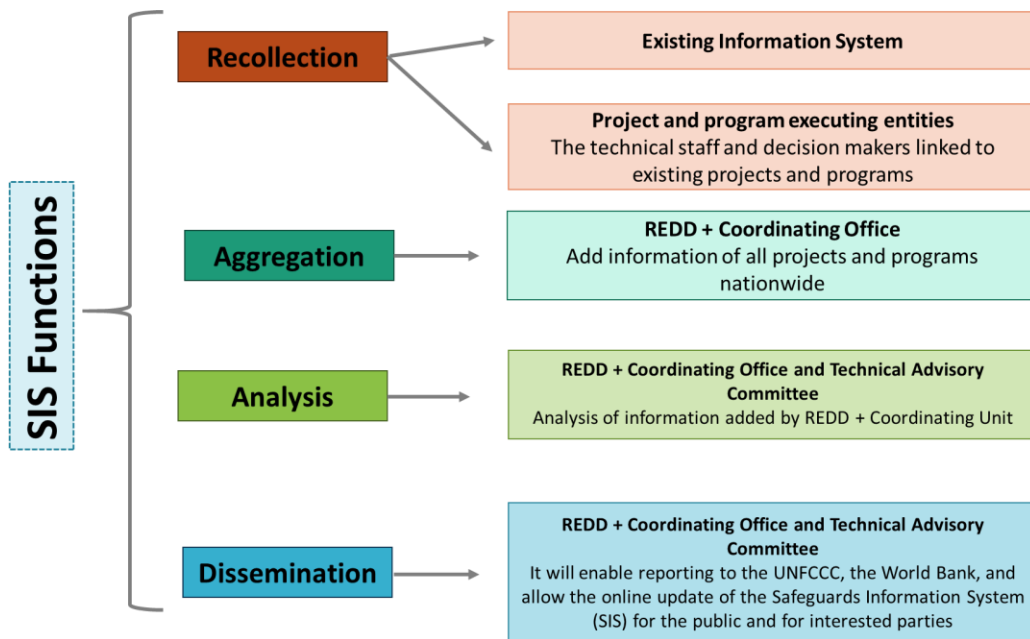 SIS Functions
Recollection
Existing Information System
Project and program executing entities
The technical staff and decision makers linked to
existing projects and programs
Aggregation
REDD + Coordinating Office
Add information of all projects and programs
nationwide
Analysis
REDD + Coordinating Office and Technical Advisory
Committee
Analysis of information added by REDD + Coordinating Unit
Dissemination
REDD + Coordinating Office and Technical Advisory
Committee
It will enable reporting to the UNFCCC, the World Bank, and
allow the online update of the Safeguards Information System
(SIS) for the public and for interested parties